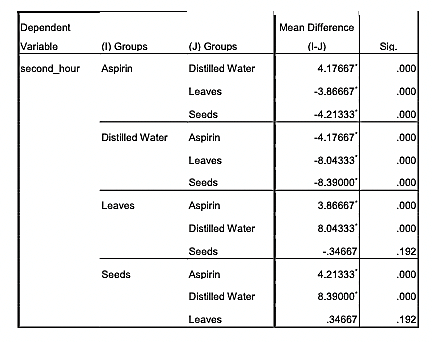 Dependent Variable (I) Groups (J) Groups Mean Difference (I-J) Sig.
second_hour Aspirin Distilled Water 4.17667* .000
Leaves -3.86667* .000
Seeds -4.21333* .000
Distilled Water Aspirin -4.17667* .000
Leaves -8.04333* .000
Seeds -8.39000* .000
Leaves Aspirin 3.86667* .000
Distilled Water 8.04333* .000
Seeds -.34667 .192
Seeds Aspirin 4.21333* .000
Distilled Water 8.39000* .000
Leaves .34667 .192